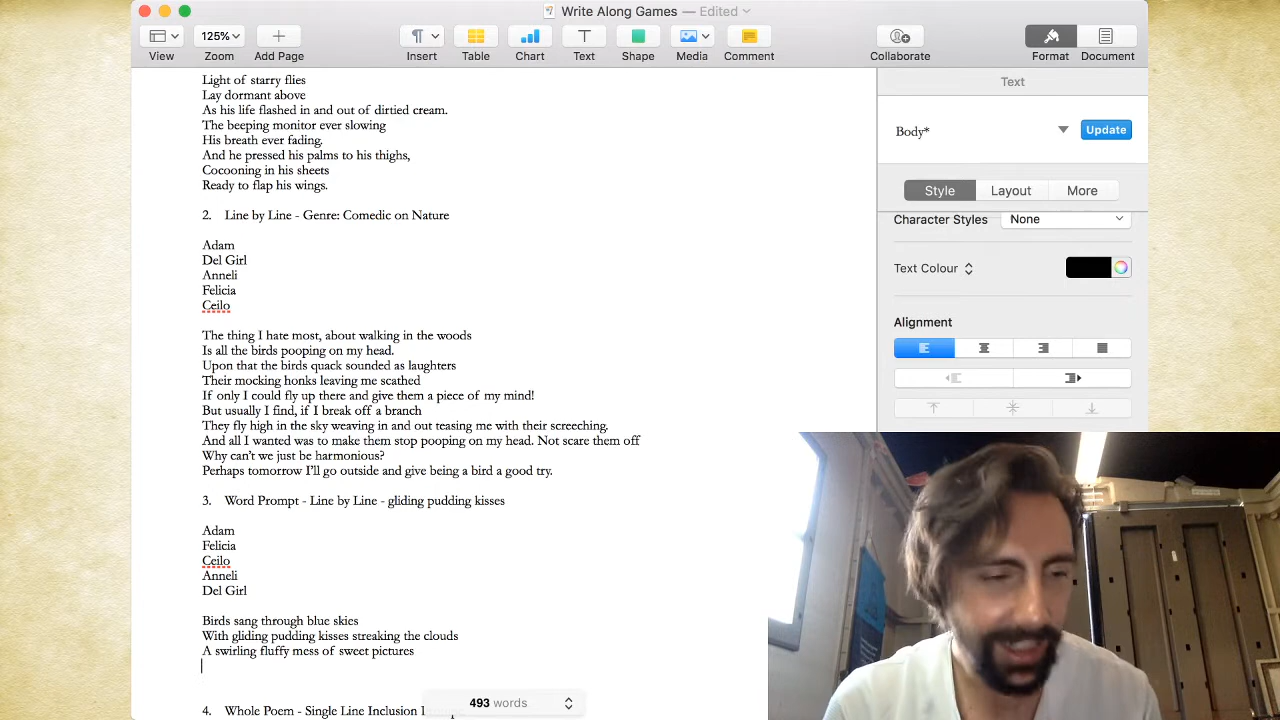 Write Along Games — Edited
View
125%
Zoom
Add Page
Insert
Table
Chart
Text
Shape
Media
Comment
Collaborate
Format
Document
Text
Body*
Update
Style
Layout
More
Character Styles
None
Text Colour
Alignment
Light of starry flies
Lay dormant above
As his life flashed in and out of dirtied cream.
The beeping monitor ever slowing
His breath ever fading.
And he pressed his palms to his thighs,
Cocooning in his sheets
Ready to flap his wings.
2. Line by Line - Genre: Comedic on Nature
Adam
Del Girl
Anneli
Felicia
Ceilo
The thing I hate most, about walking in the woods
Is all the birds pooping on my head.
Upon that the birds quack sounded as laughters
Their mocking honks leaving me scathed
If only I could fly up there and give them a piece of my mind!
But usually I find, if I break off a branch
They fly high in the sky weaving in and out teasing me with their screeching.
And all I wanted was to make them stop pooping on my head. Not scare them off
Why can't we just be harmonious?
Perhaps tomorrow I'll go outside and give being a bird a good try.
3. Word Prompt - Line by Line - gliding pudding kisses
Adam
Felicia
Ceilo
Anneli
Del Girl
Birds sang through blue skies
With gliding pudding kisses streaking the clouds
A swirling fluffy mess of sweet pictures
4. Whole Poem - Single Line Inclusion
493 words